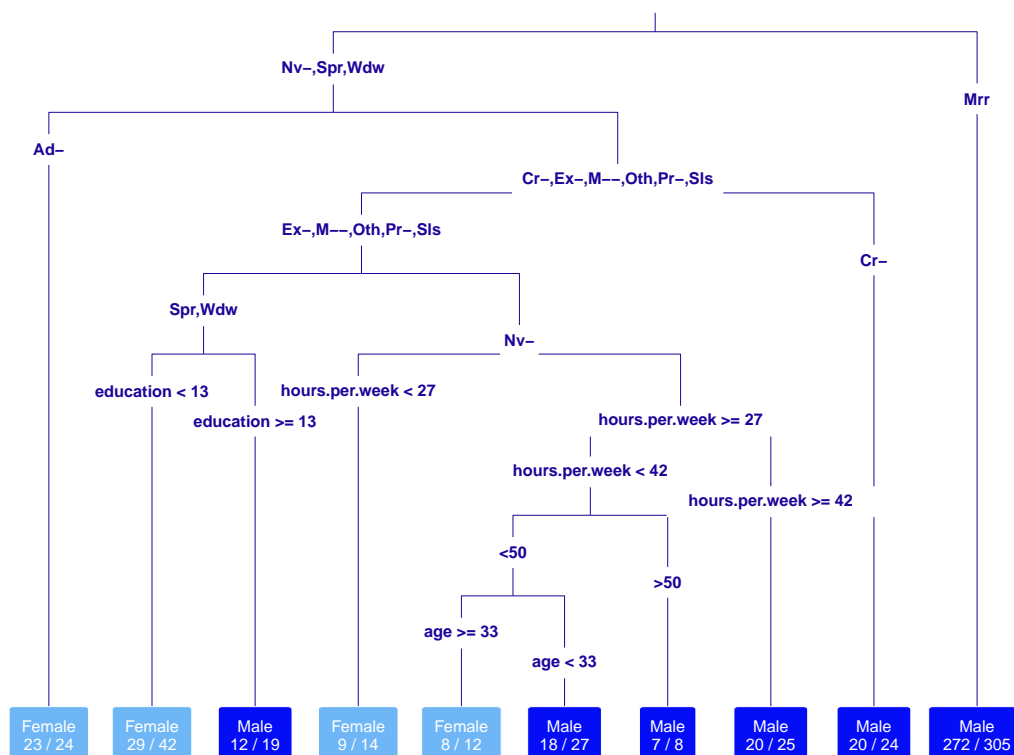 Nv−,Spr,Wdw
Mrr
Ad−
Cr−,Ex−,M−−,Oth,Pr−,Sls
Ex−,M−−,Oth,Pr−,Sls
Cr−
Spr,Wdw
Nv−
education < 13
hours.per.week < 27
education >= 13
hours.per.week >= 27
hours.per.week < 42
hours.per.week >= 42
<50
>50
age >= 33
age < 33
Female
23 / 24
Female
29 / 42
Male
12 / 19
Female
9 / 14
Female
8 / 12
Male
18 / 27
Male
7 / 8
Male
20 / 25
Male
20 / 24
Male
272 / 305